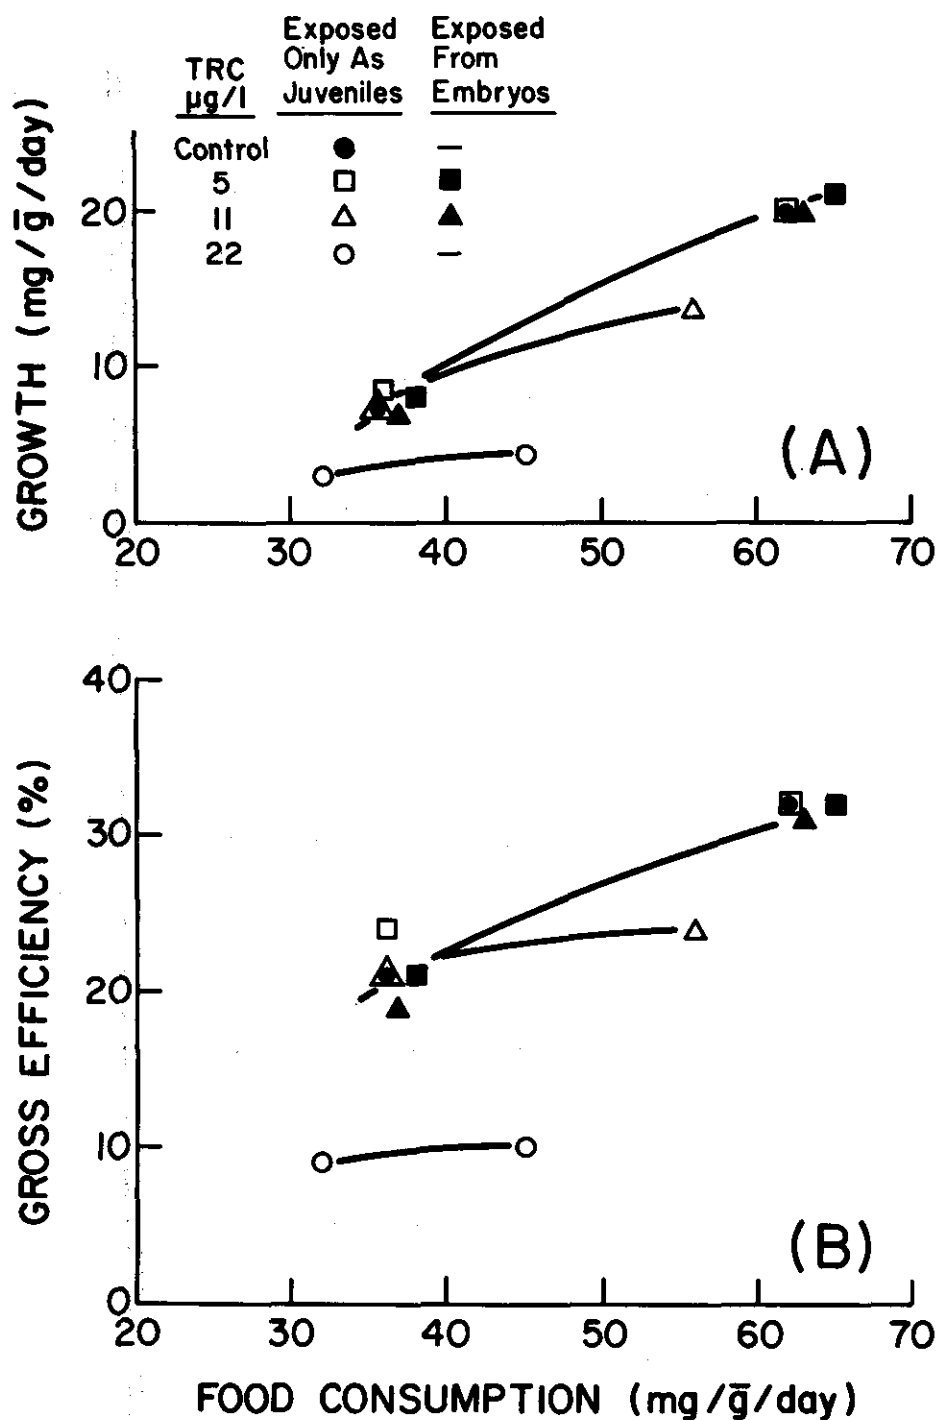 TRC µg/l Exposed Only As Juveniles Exposed From Embryos
Control —
5
11
22 —
GROWTH (mg/g̅/day)
20
10
0
(A)
20 30 40 50 60 70
GROSS EFFICIENCY (%)
40
30
20
10
0
(B)
20 30 40 50 60 70
FOOD CONSUMPTION (mg/g̅/day)